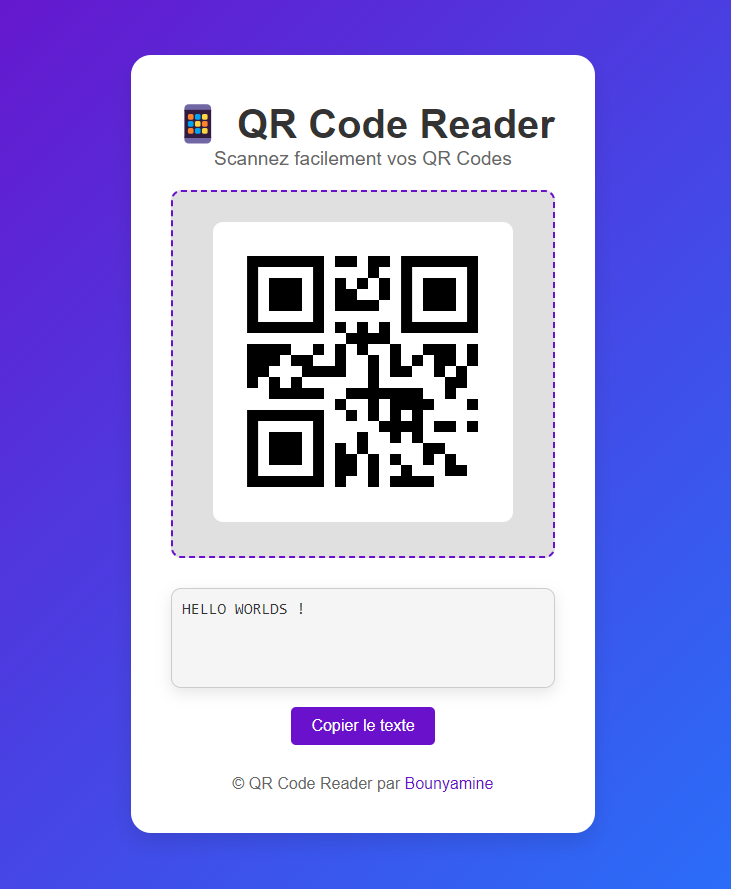 QR Code Reader
Scannez facilement vos QR Codes
HELLO WORLDS !
Copier le texte
© QR Code Reader par Bounyamine